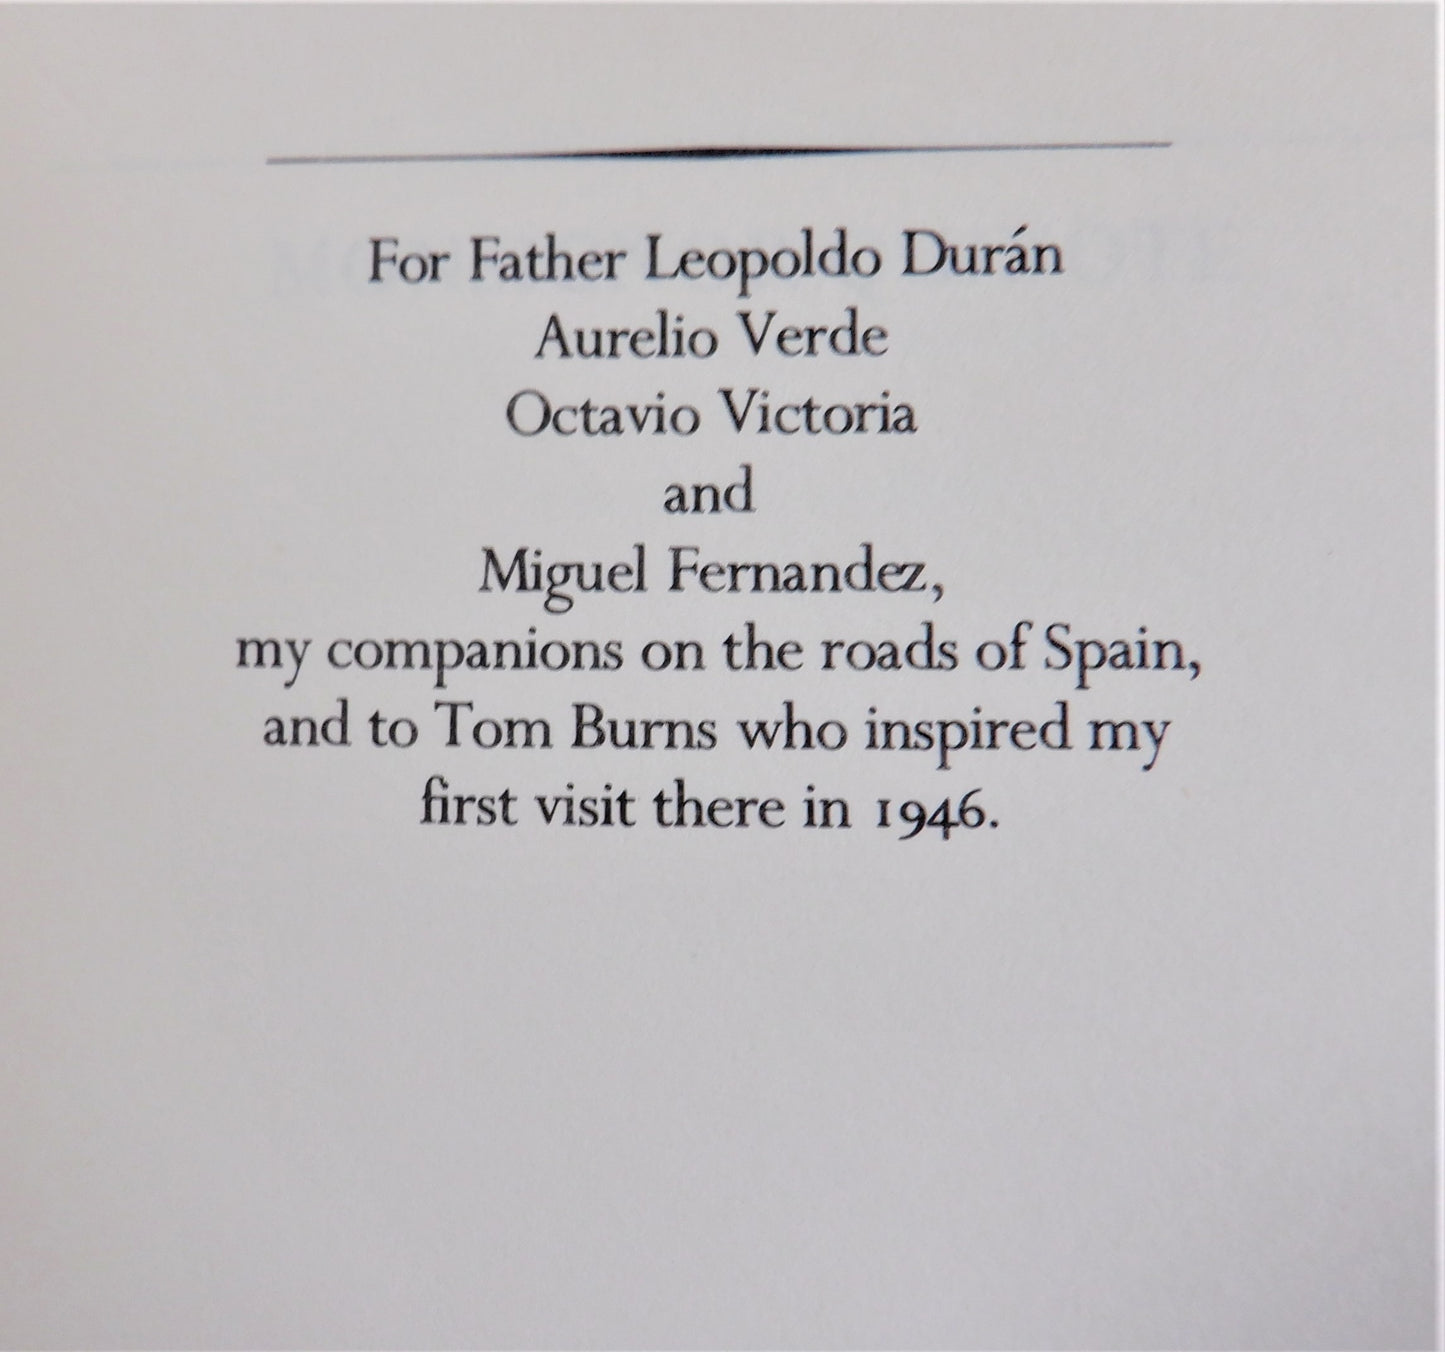 For Father Leopoldo Durán
Aurelio Verde
Octavio Victoria
and
Miguel Fernandez,
my companions on the roads of Spain,
and to Tom Burns who inspired my
first visit there in 1946.